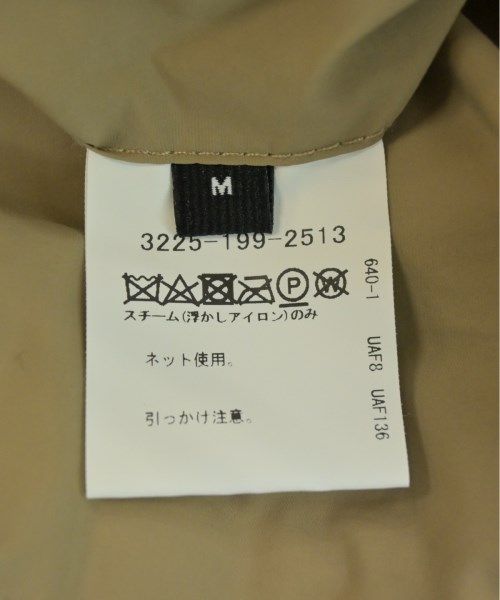 M
3225-199-2513
P W
スチーム(浮かしアイロン)のみ
ネット使用。
引っかけ注意。
640-1 UAF8 UAF136